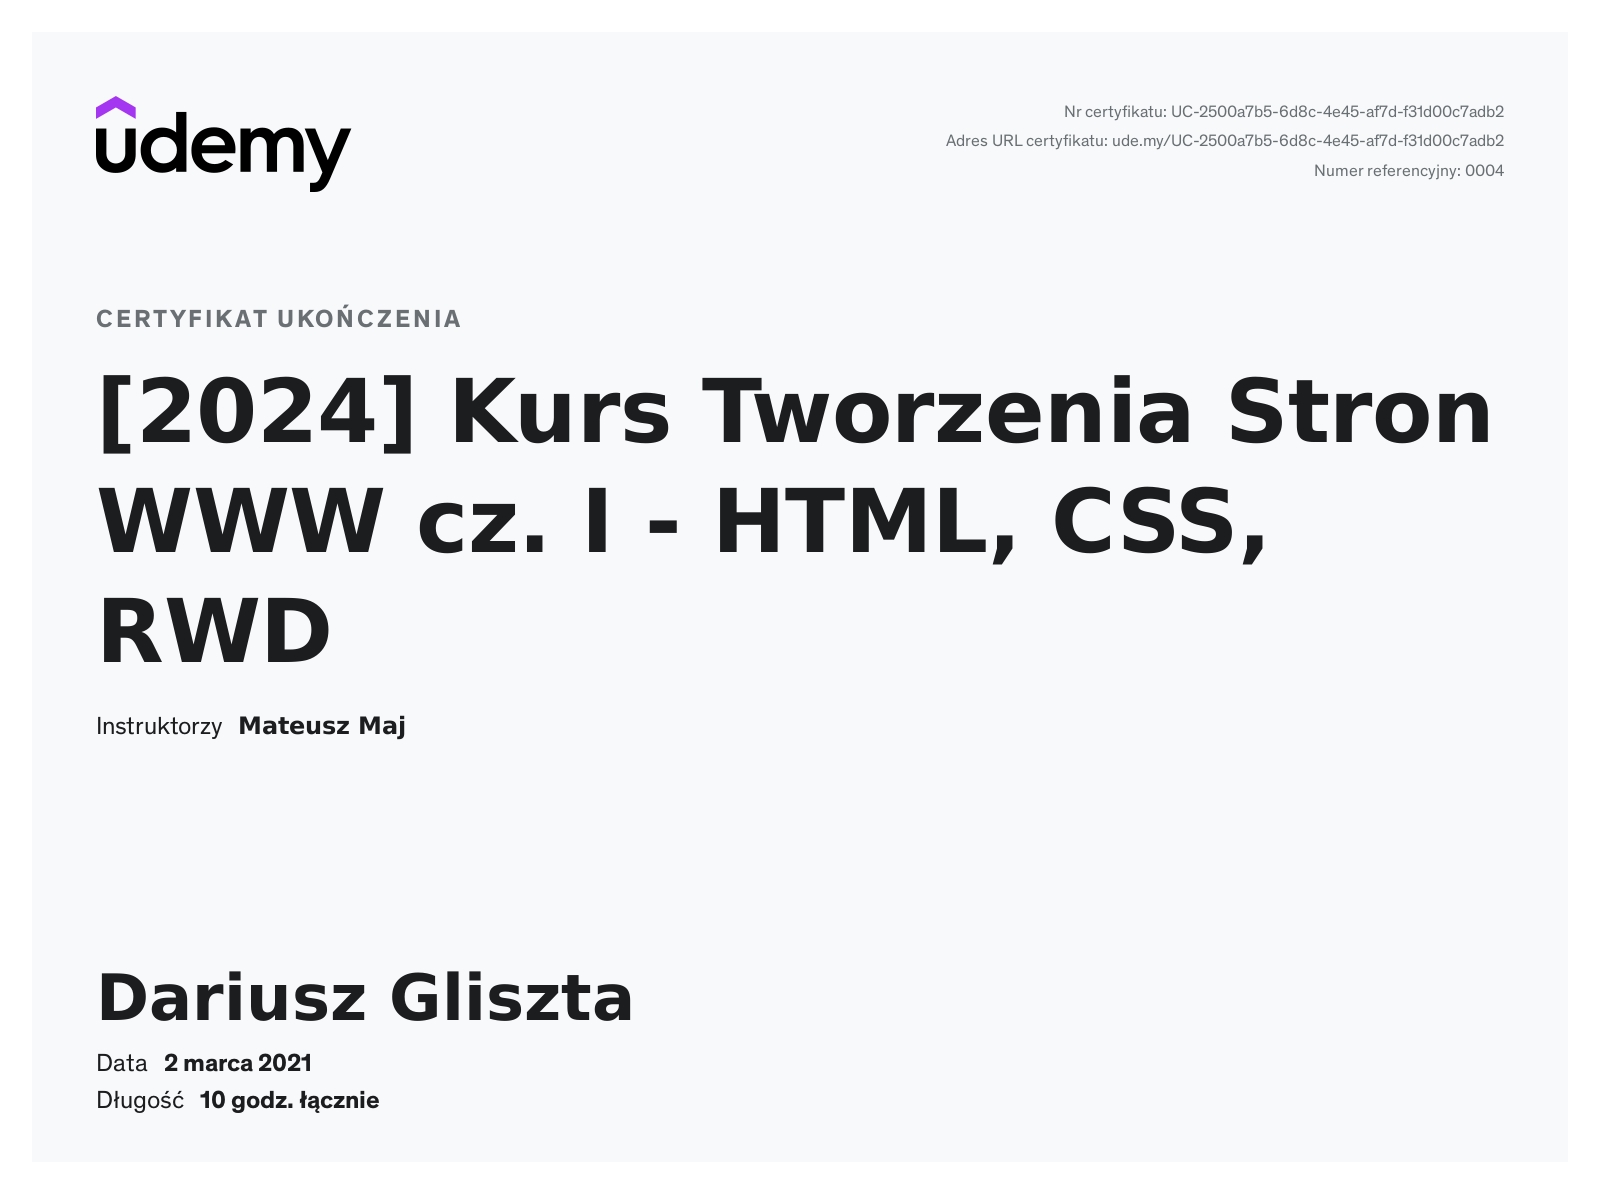 udemy
Nr certyfikatu: UC-2500a7b5-6d8c-4e45-af7d-f31d00c7adb2
Adres URL certyfikatu: ude.my/UC-2500a7b5-6d8c-4e45-af7d-f31d00c7adb2
Numer referencyjny: 0004
CERTYFIKAT UKOŃCZENIA
[2024] Kurs Tworzenia Stron
WWW cz. I - HTML, CSS,
RWD
Instruktorzy Mateusz Maj
Dariusz Gliszta
Data 2 marca 2021
Długość 10 godz. łącznie